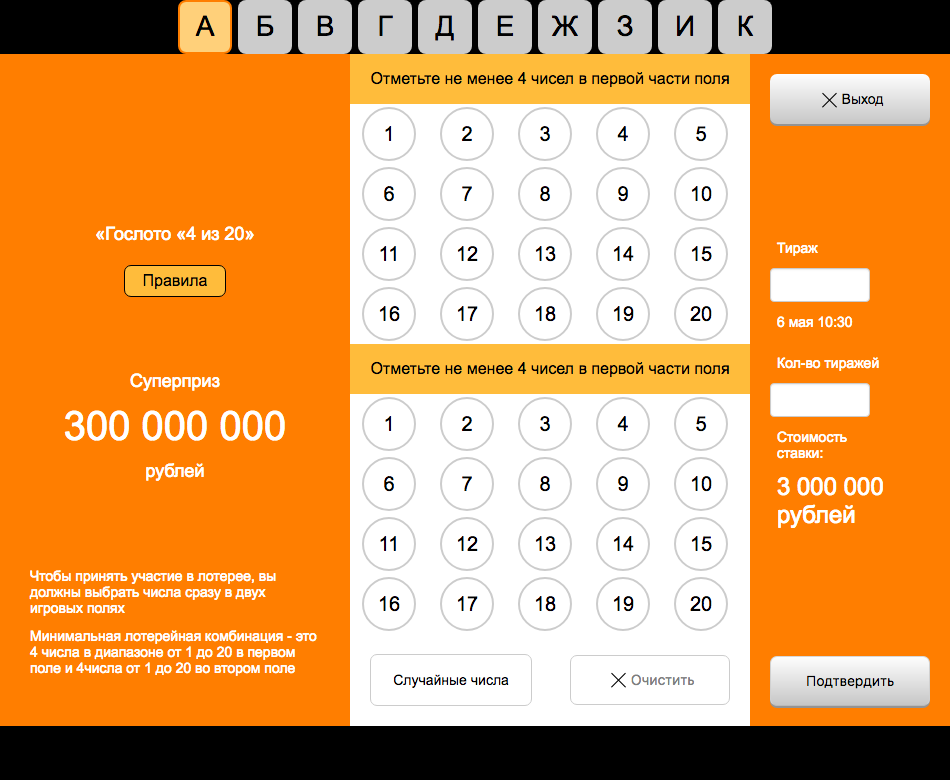 А Б В Г Д Е Ж З И К
«Гослото «4 из 20»
Правила
Суперприз
300 000 000
рублей
Чтобы принять участие в лотерее, вы
должны выбрать числа сразу в двух
игровых полях
Минимальная лотерейная комбинация - это
4 числа в диапазоне от 1 до 20 в первом
поле и 4числа от 1 до 20 во втором поле
Отметьте не менее 4 чисел в первой части поля
1 2 3 4 5
6 7 8 9 10
11 12 13 14 15
16 17 18 19 20
Отметьте не менее 4 чисел в первой части поля
1 2 3 4 5
6 7 8 9 10
11 12 13 14 15
16 17 18 19 20
Случайные числа
Очистить
Выход
Тираж
6 мая 10:30
Кол-во тиражей
Стоимость
ставки:
3 000 000
рублей
Подтвердить